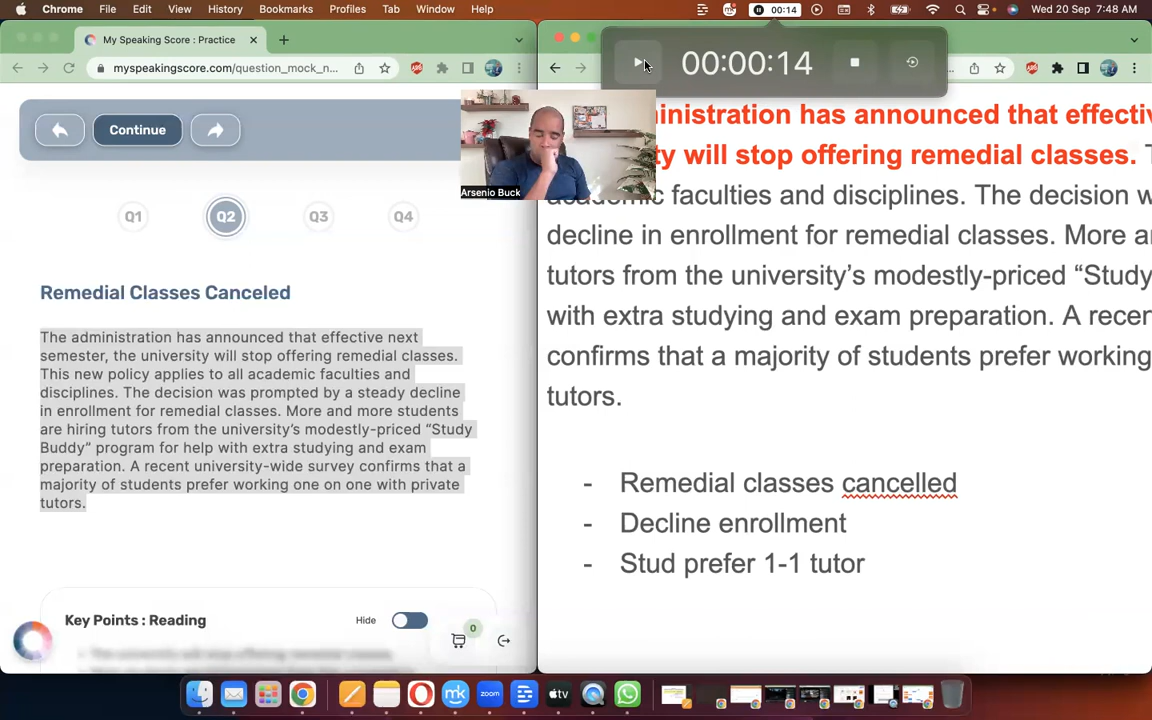 Chrome File Edit View History Bookmarks Profiles Tab Window Help 00:14 Wed 20 Sep 7:48 AM
My Speaking Score : Practice
myspeakingscore.com/question_mock_n...
00:00:14
Continue
Arsenio Buck
Q1 Q2 Q3 Q4
Remedial Classes Canceled
The administration has announced that effective next
semester, the university will stop offering remedial classes.
This new policy applies to all academic faculties and
disciplines. The decision was prompted by a steady decline
in enrollment for remedial classes. More and more students
are hiring tutors from the university's modestly-priced "Study
Buddy" program for help with extra studying and exam
preparation. A recent university-wide survey confirms that a
majority of students prefer working one on one with private
tutors.
Key Points : Reading Hide
0
has announced that effecti
will stop offering remedial classes.
faculties and disciplines. The decision w
decline in enrollment for remedial classes. More a
tutors from the university's modestly-priced "Study
with extra studying and exam preparation. A recen
confirms that a majority of students prefer working
tutors.
- Remedial classes cancelled
- Decline enrollment
- Stud prefer 1-1 tutor
zoom
tv